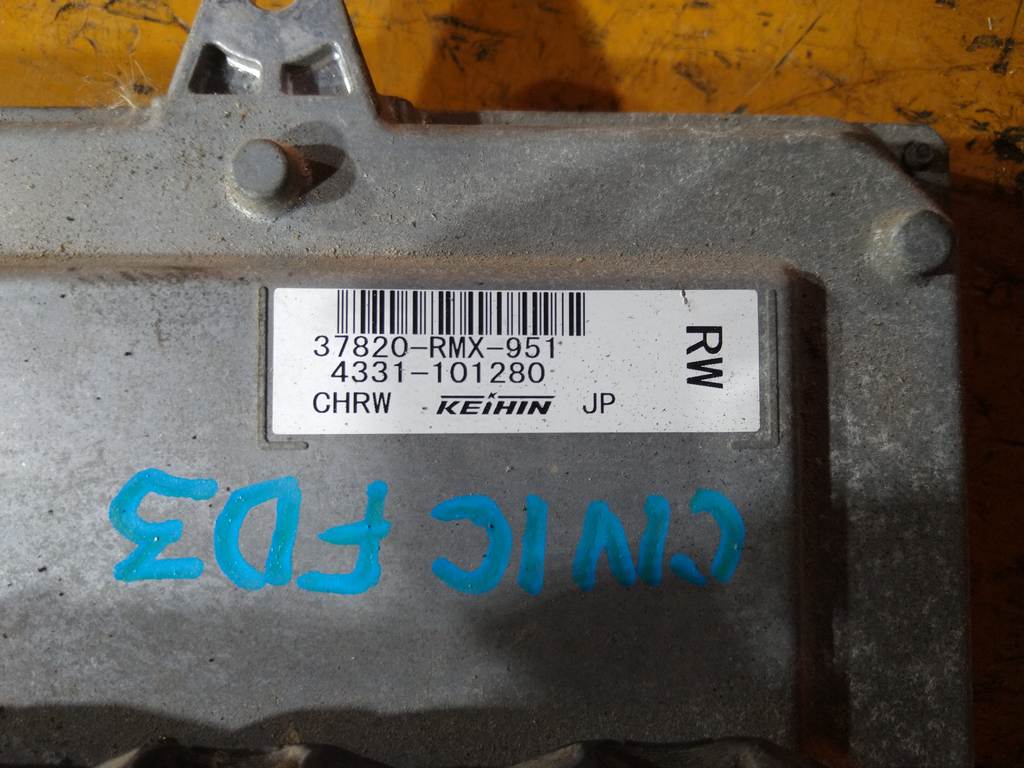 37820-RMX-951
4331-101280
CHRW KEIHIN JP
RW
CIVIC FD3